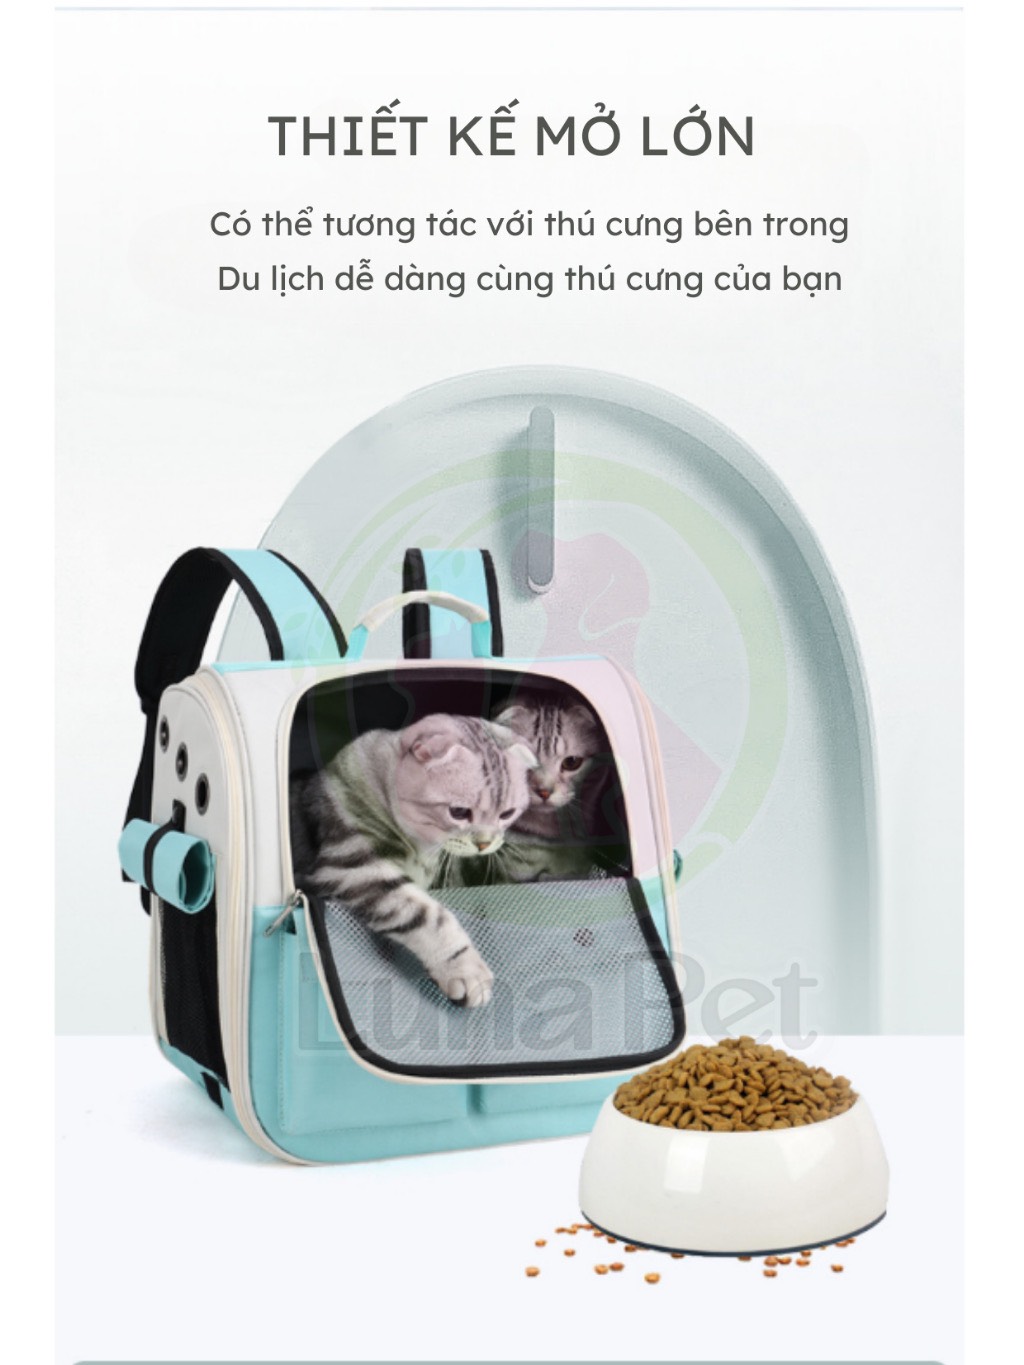 THIẾT KẾ MỞ LỚN
Có thể tương tác với thú cưng bên trong
Du lịch dễ dàng cùng thú cưng của bạn
Luna Pet